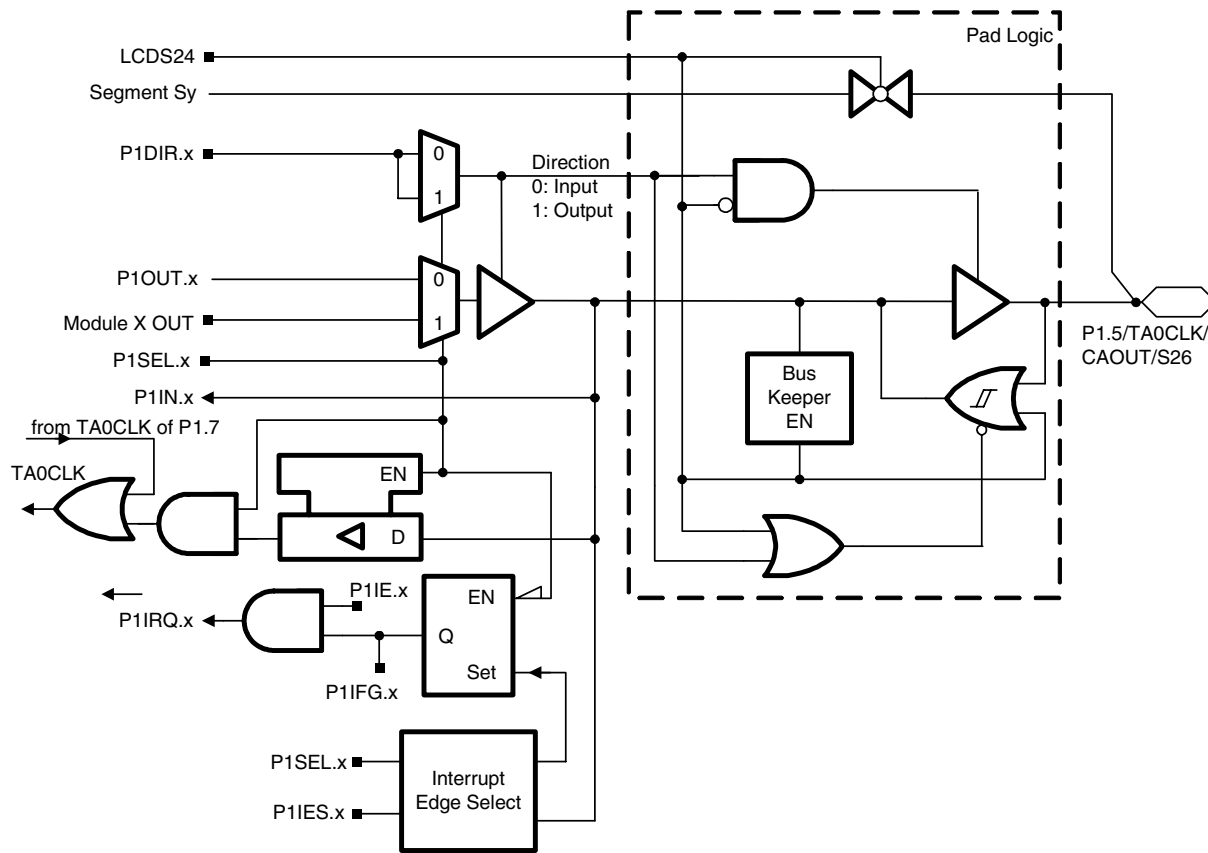 Pad Logic
LCDS24
Segment Sy
P1DIR.x
0
1
Direction
0: Input
1: Output
P1OUT.x
0
Module X OUT
1
P1SEL.x
P1IN.x
P1.5/TA0CLK/
CAOUT/S26
Bus
Keeper
EN
from TA0CLK of P1.7
TA0CLK
EN
D
P1IE.x
EN
P1IRQ.x
Q
Set
P1IFG.x
P1SEL.x
P1IES.x
Interrupt
Edge Select